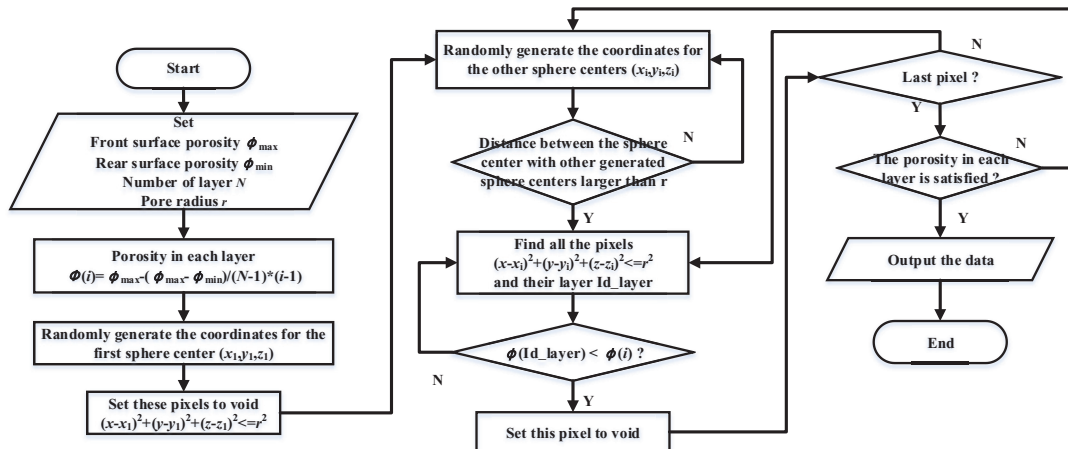 Start
Set
Front surface porosity ϕmax
Rear surface porosity ϕmin
Number of layer N
Pore radius r
Porosity in each layer
Φ(i)= ϕmax-( ϕmax- ϕmin)/(N-1)*(i-1)
Randomly generate the coordinates for the
first sphere center (x1,y1,z1)
Set these pixels to void
(x-x1)²+(y-y1)²+(z-z1)²<=r²
Randomly generate the coordinates for
the other sphere centers (xi,yi,zi)
Distance between the sphere
center with other generated
sphere centers larger than r
N
Y
Find all the pixels
(x-xi)²+(y-yi)²+(z-zi)²<=r²
and their layer Id_layer
ϕ(Id_layer) < ϕ(i) ?
N
Y
Set this pixel to void
N
Last pixel ?
Y
The porosity in each
layer is satisfied ?
N
Y
Output the data
End